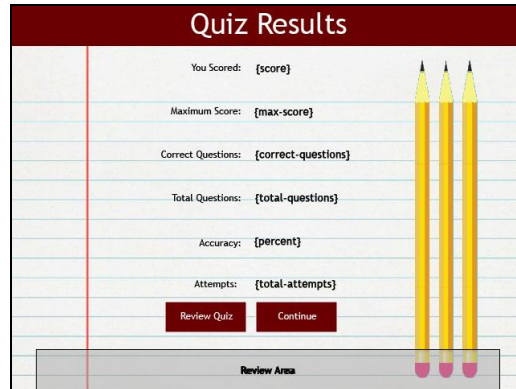 Quiz Results
You Scored: {score}
Maximum Score: {max-score}
Correct Questions: {correct-questions}
Total Questions: {total-questions}
Accuracy: {percent}
Attempts: {total-attempts}
Review Quiz Continue
Review Area